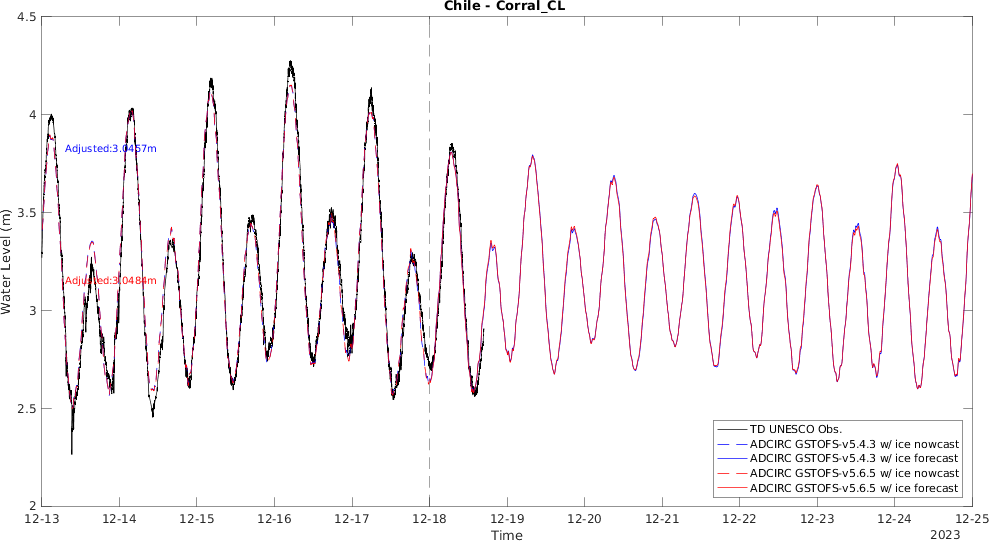 Chile - Corral_CL
4.5
4
3.5
3
2.5
2
Water Level (m)
Adjusted:3.0457m
Adjusted:3.0484m
TD UNESCO Obs.
ADCIRC GSTOFS-v5.4.3 w/ ice nowcast
ADCIRC GSTOFS-v5.4.3 w/ ice forecast
ADCIRC GSTOFS-v5.6.5 w/ ice nowcast
ADCIRC GSTOFS-v5.6.5 w/ ice forecast
12-13 12-14 12-15 12-16 12-17 12-18 12-19 12-20 12-21 12-22 12-23 12-24 12-25
Time
2023